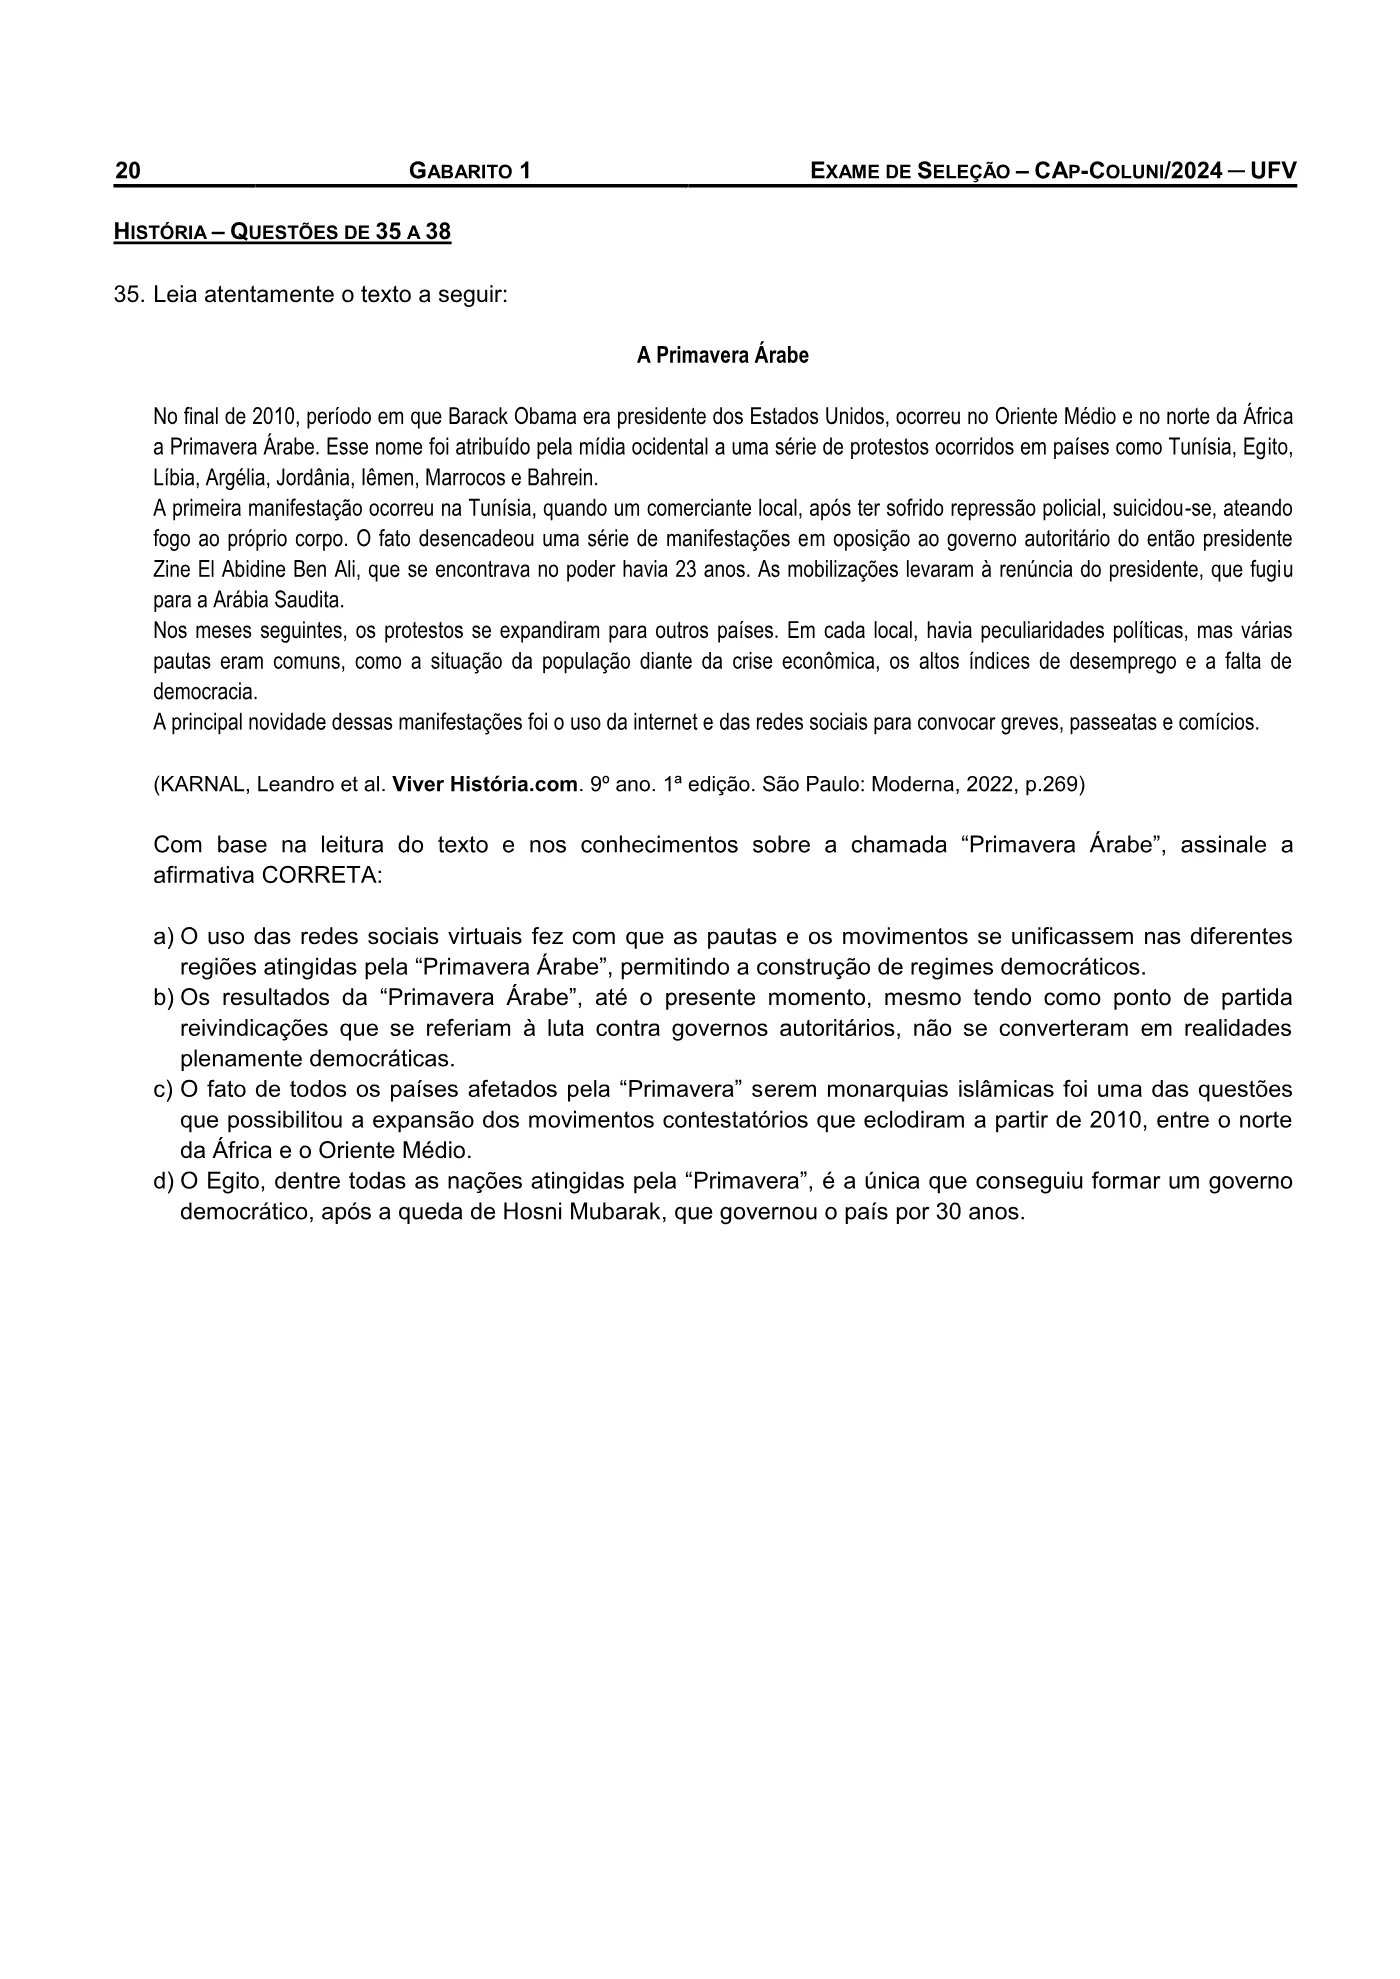 20 GABARITO 1 EXAME DE SELEÇÃO – CAP-COLUNI/2024 — UFV
HISTÓRIA – QUESTÕES DE 35 A 38
35. Leia atentamente o texto a seguir:
A Primavera Árabe
No final de 2010, período em que Barack Obama era presidente dos Estados Unidos, ocorreu no Oriente Médio e no norte da África
a Primavera Árabe. Esse nome foi atribuído pela mídia ocidental a uma série de protestos ocorridos em países como Tunísia, Egito,
Líbia, Argélia, Jordânia, Iêmen, Marrocos e Bahrein.
A primeira manifestação ocorreu na Tunísia, quando um comerciante local, após ter sofrido repressão policial, suicidou-se, ateando
fogo ao próprio corpo. O fato desencadeou uma série de manifestações em oposição ao governo autoritário do então presidente
Zine El Abidine Ben Ali, que se encontrava no poder havia 23 anos. As mobilizações levaram à renúncia do presidente, que fugiu
para a Arábia Saudita.
Nos meses seguintes, os protestos se expandiram para outros países. Em cada local, havia peculiaridades políticas, mas várias
pautas eram comuns, como a situação da população diante da crise econômica, os altos índices de desemprego e a falta de
democracia.
A principal novidade dessas manifestações foi o uso da internet e das redes sociais para convocar greves, passeatas e comícios.
(KARNAL, Leandro et al. Viver História.com. 9º ano. 1ª edição. São Paulo: Moderna, 2022, p.269)
Com base na leitura do texto e nos conhecimentos sobre a chamada “Primavera Árabe”, assinale a
afirmativa CORRETA:
a) O uso das redes sociais virtuais fez com que as pautas e os movimentos se unificassem nas diferentes
regiões atingidas pela “Primavera Árabe”, permitindo a construção de regimes democráticos.
b) Os resultados da “Primavera Árabe”, até o presente momento, mesmo tendo como ponto de partida
reivindicações que se referiam à luta contra governos autoritários, não se converteram em realidades
plenamente democráticas.
c) O fato de todos os países afetados pela “Primavera” serem monarquias islâmicas foi uma das questões
que possibilitou a expansão dos movimentos contestatórios que eclodiram a partir de 2010, entre o norte
da África e o Oriente Médio.
d) O Egito, dentre todas as nações atingidas pela “Primavera”, é a única que conseguiu formar um governo
democrático, após a queda de Hosni Mubarak, que governou o país por 30 anos.